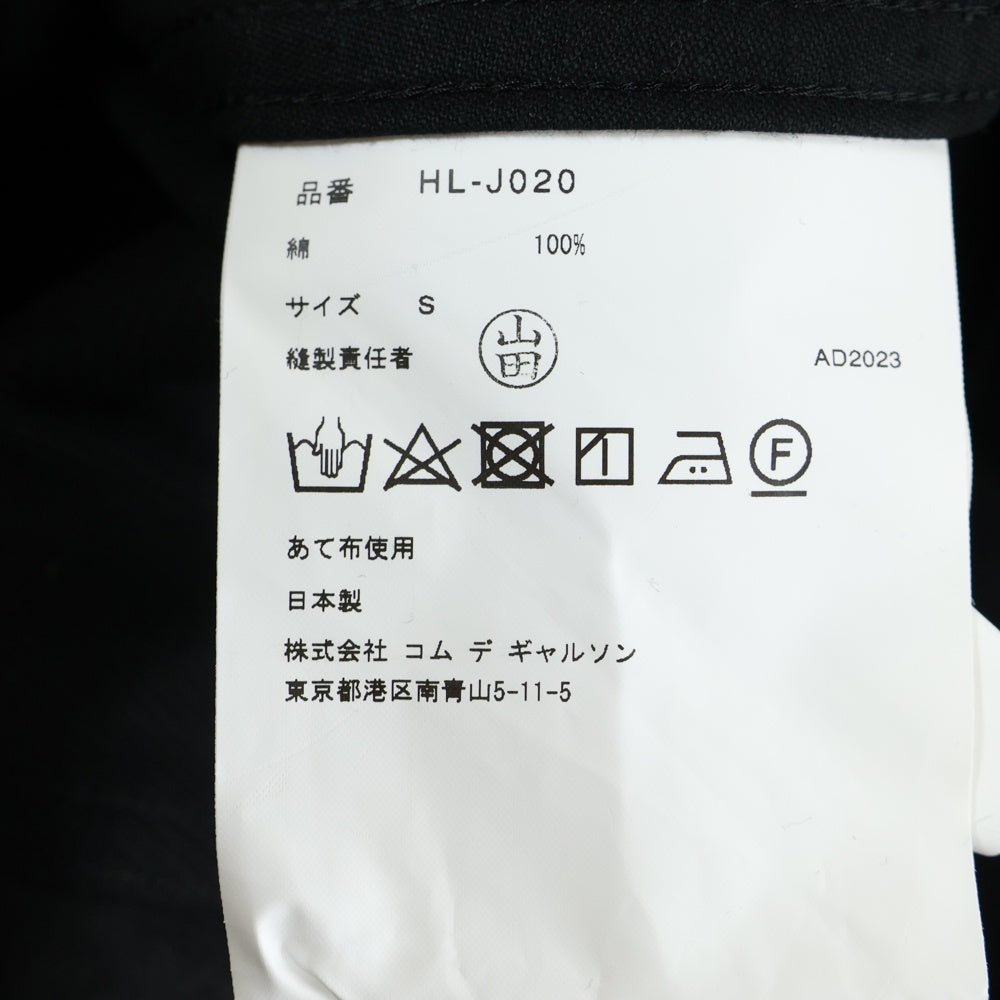 品番 HL-J020
綿 100%
サイズ S
縫製責任者 山田 AD2023
F
あて布使用
日本製
株式会社 コム デ ギャルソン
東京都港区南青山5-11-5